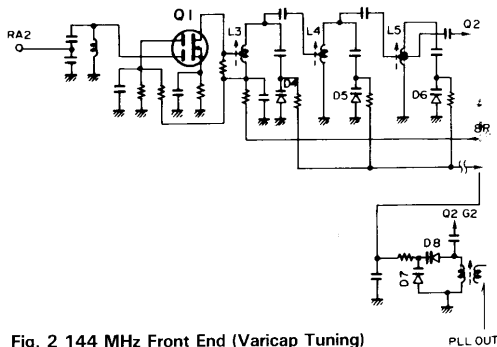 Q1
RA2
L3
L4
L5
Q2
D4
D5
D6
8R
Q2 G2
D8
D7
PLL OUT
Fig. 2 144 MHz Front End (Varicap Tuning)